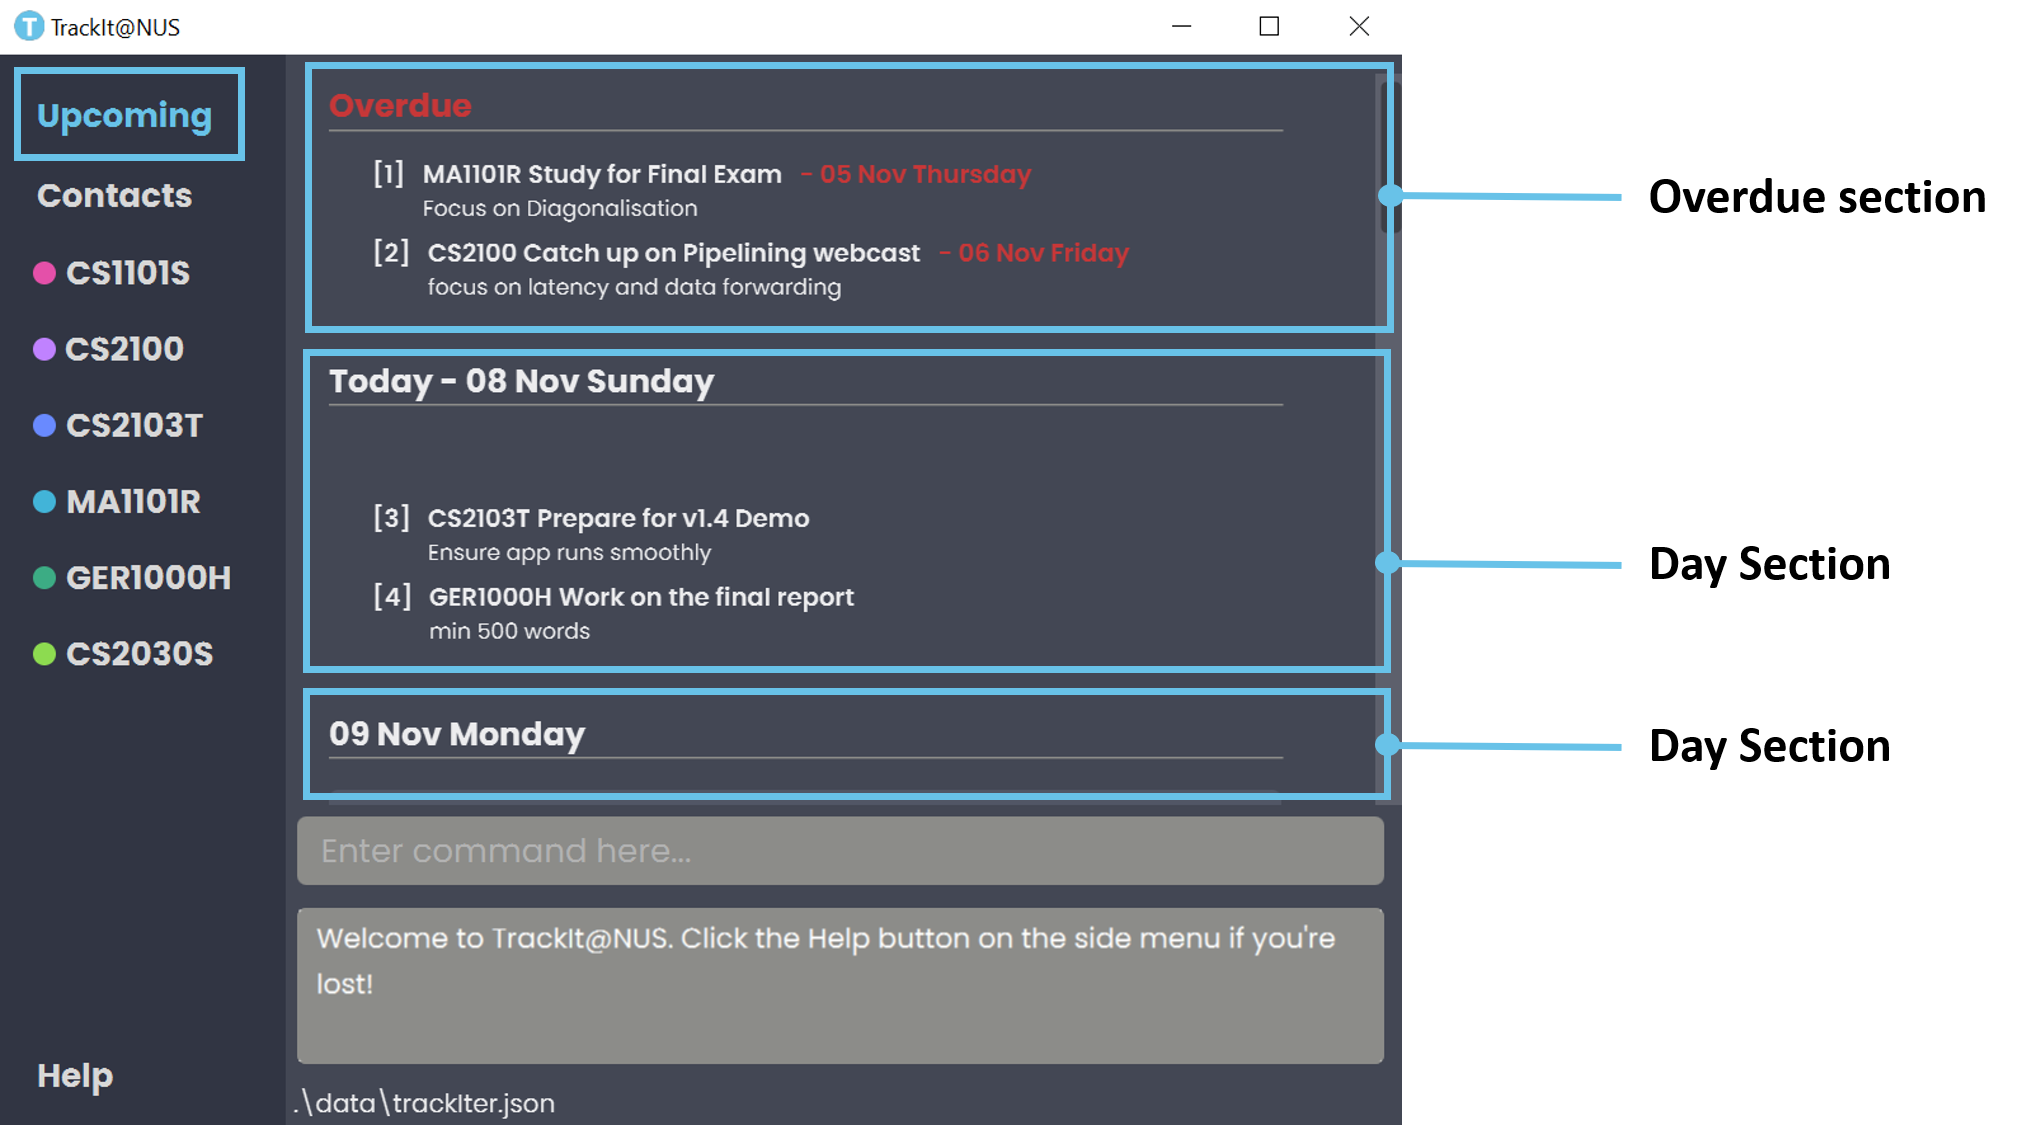 TrackIt@NUS
Upcoming
Contacts
CS1101S
CS2100
CS2103T
MA1101R
GER1000H
CS2030S
Help
Overdue
[1] MA1101R Study for Final Exam - 05 Nov Thursday
Focus on Diagonalisation
[2] CS2100 Catch up on Pipelining webcast - 06 Nov Friday
focus on latency and data forwarding
Today - 08 Nov Sunday
[3] CS2103T Prepare for v1.4 Demo
Ensure app runs smoothly
[4] GER1000H Work on the final report
min 500 words
09 Nov Monday
Enter command here...
Welcome to TrackIt@NUS. Click the Help button on the side menu if you're
lost!
.\data\trackIter.json
Overdue section
Day Section
Day Section